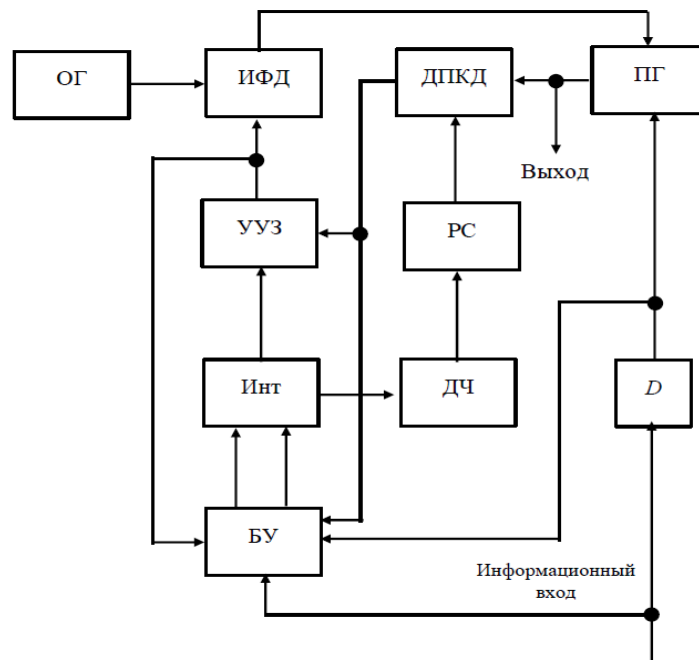 ОГ
ИФД
ДПКД
ПГ
Выход
УУЗ
РС
Инт
ДЧ
D
БУ
Информационный
вход